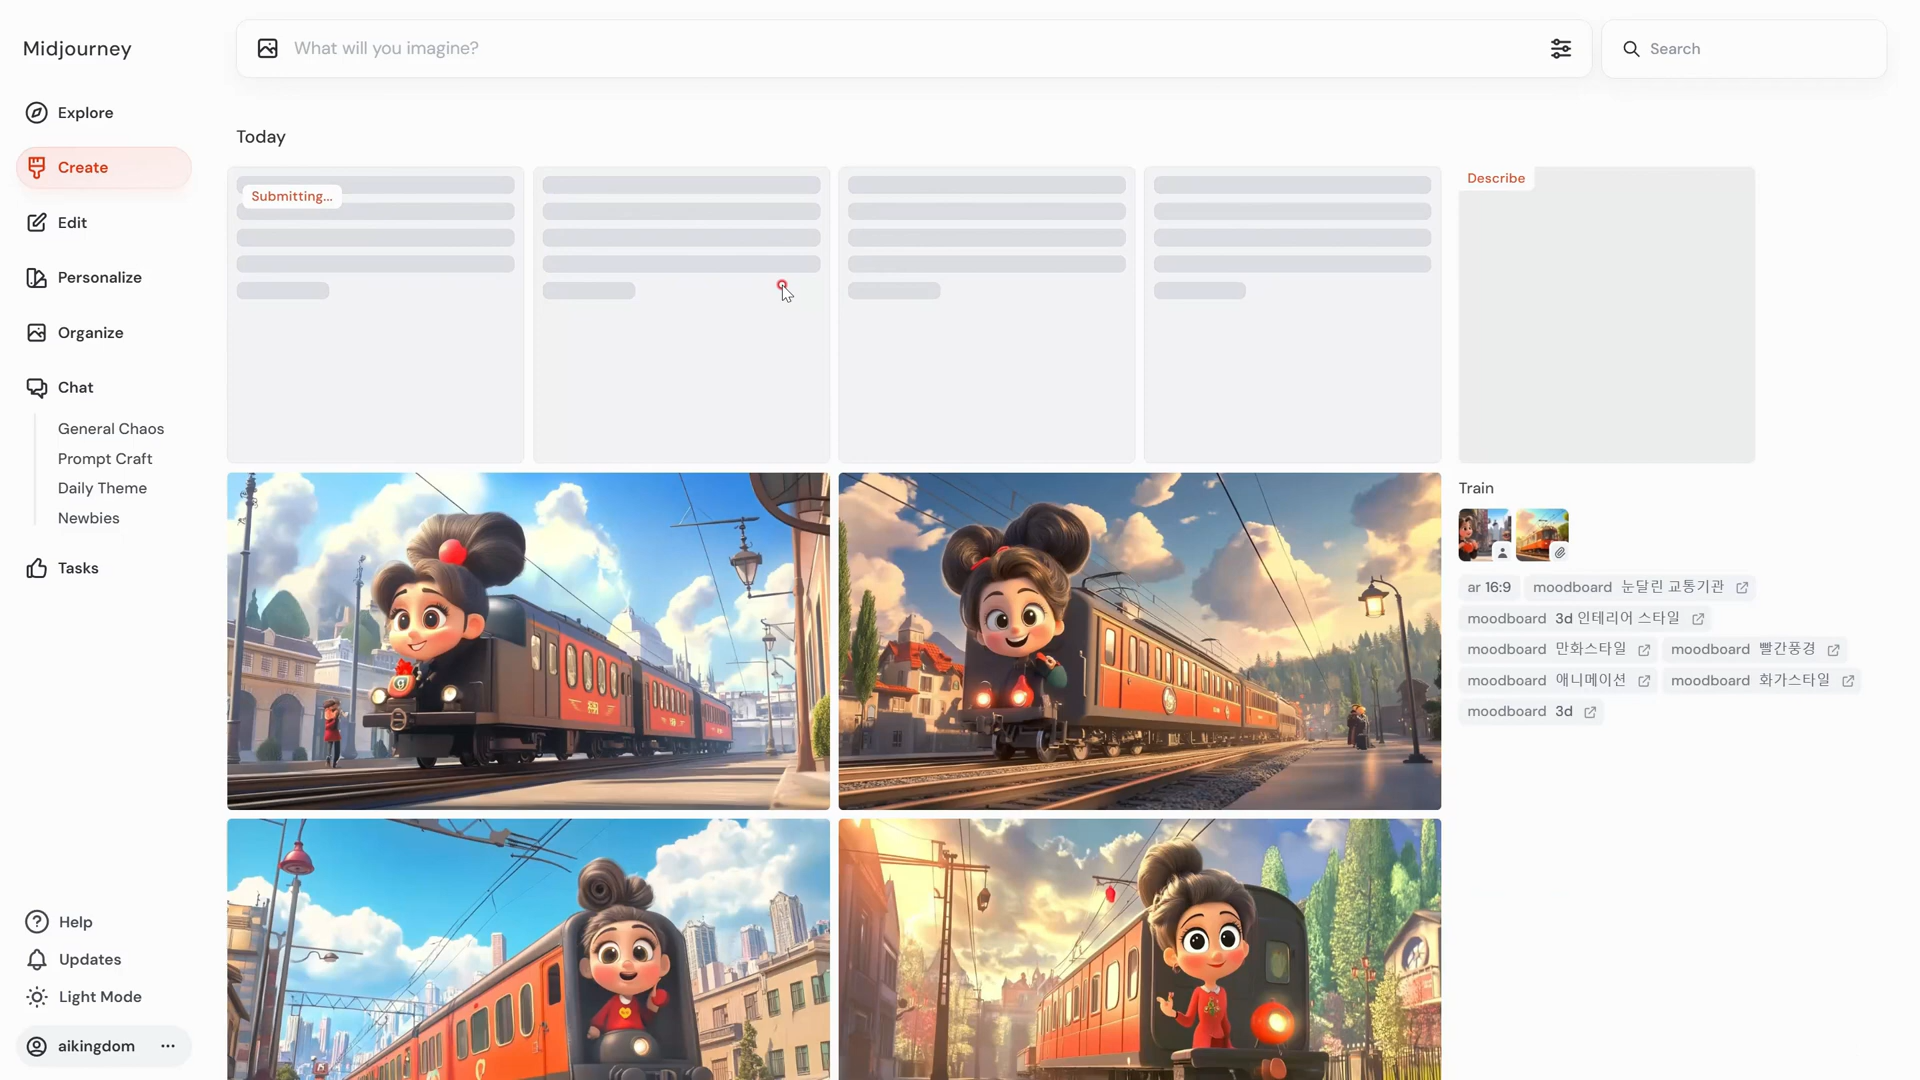 Midjourney
What will you imagine?
Search
Explore
Create
Edit
Personalize
Organize
Chat
General Chaos
Prompt Craft
Daily Theme
Newbies
Tasks
Help
Updates
Light Mode
aikingdom
Today
Submitting...
Describe
Train
ar 16:9 moodboard 눈달린 교통기관
moodboard 3d 인테리어 스타일
moodboard 만화스타일 moodboard 빨간풍경
moodboard 애니메이션 moodboard 화가스타일
moodboard 3d